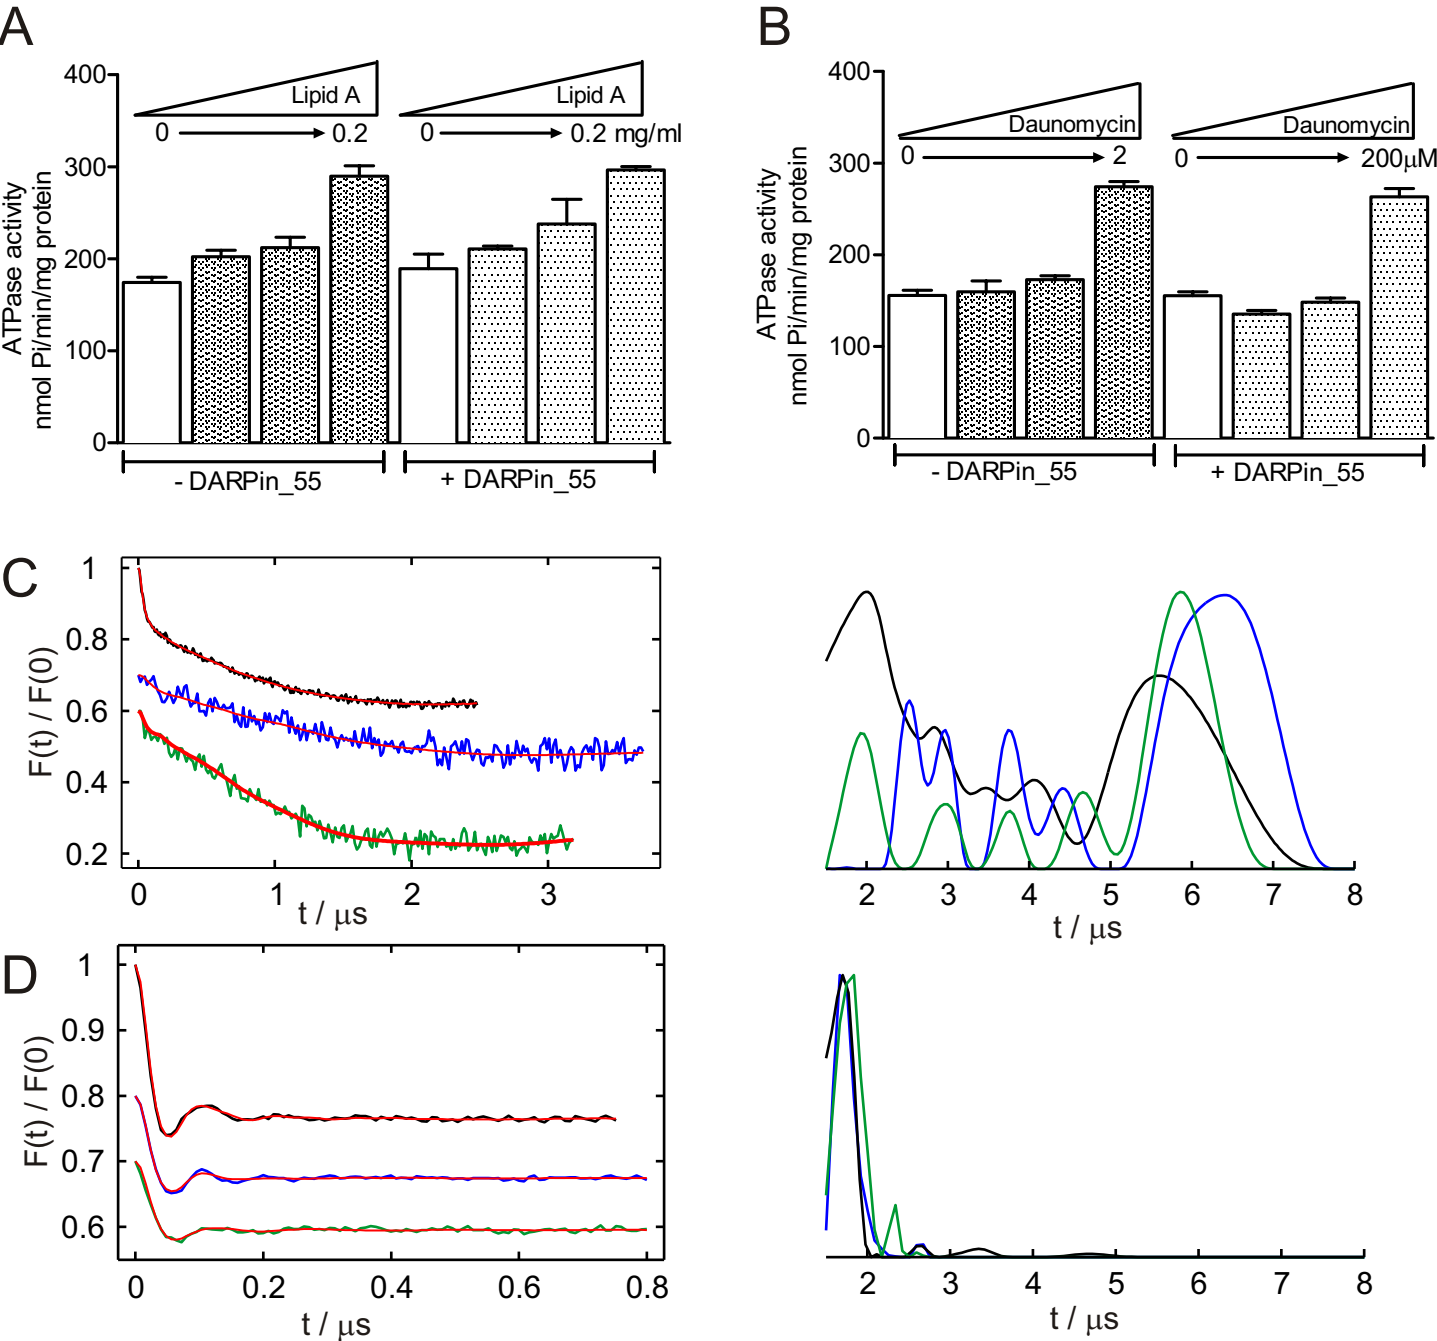 A
B
400
300
200
100
0
ATPase activity
nmol Pi/min/mg protein
Lipid A
0
0.2
Lipid A
0
0.2 mg/ml
- DARPin_55
+ DARPin_55
400
300
200
100
0
ATPase activity
nmol Pi/min/mg protein
Daunomycin
0
2
Daunomycin
0
200μM
- DARPin_55
+ DARPin_55
C
1
0.8
0.6
0.4
0.2
F(t) / F(0)
0 1 2 3
t / μs
2 3 4 5 6 7 8
t / μs
D
1
0.9
0.8
0.7
0.6
F(t) / F(0)
0 0.2 0.4 0.6 0.8
t / μs
2 3 4 5 6 7 8
t / μs